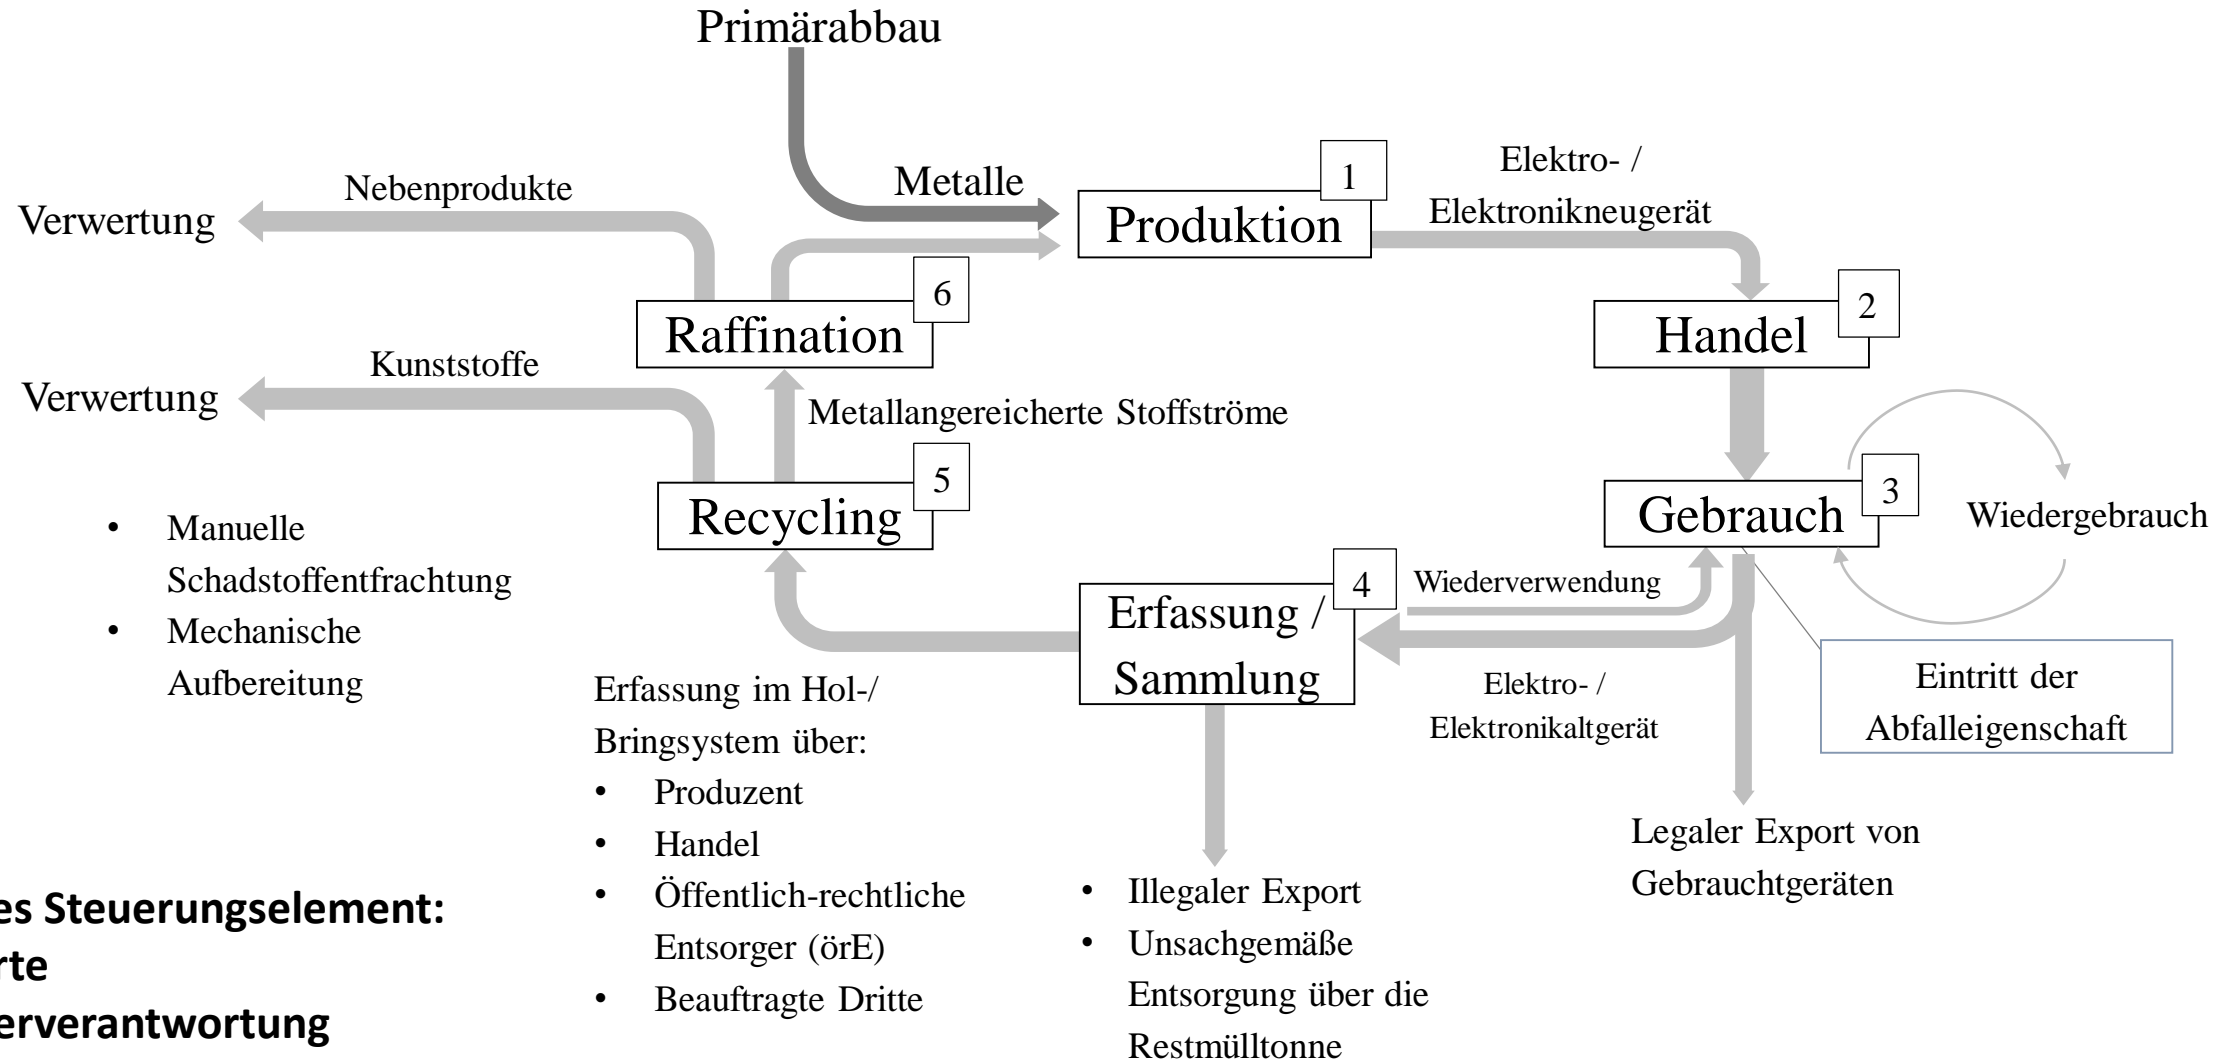 Primärabbau
Metalle
1
Produktion
Elektro- /
Elektronikneugerät
2
Handel
3
Gebrauch
Wiedergebrauch
Eintritt der
Abfalleigenschaft
Wiederverwendung
Elektro- /
Elektronikaltgerät
Legaler Export von
Gebrauchtgeräten
4
Erfassung /
Sammlung
• Illegaler Export
• Unsachgemäße
Entsorgung über die
Restmülltonne
Erfassung im Hol-/
Bringsystem über:
• Produzent
• Handel
• Öffentlich-rechtliche
Entsorger (örE)
• Beauftragte Dritte
5
Recycling
Metallangereicherte Stoffströme
Kunststoffe
Verwertung
• Manuelle
Schadstoffentfrachtung
• Mechanische
Aufbereitung
6
Raffination
Nebenprodukte
Verwertung
es Steuerungselement:
rte
erverantwortung